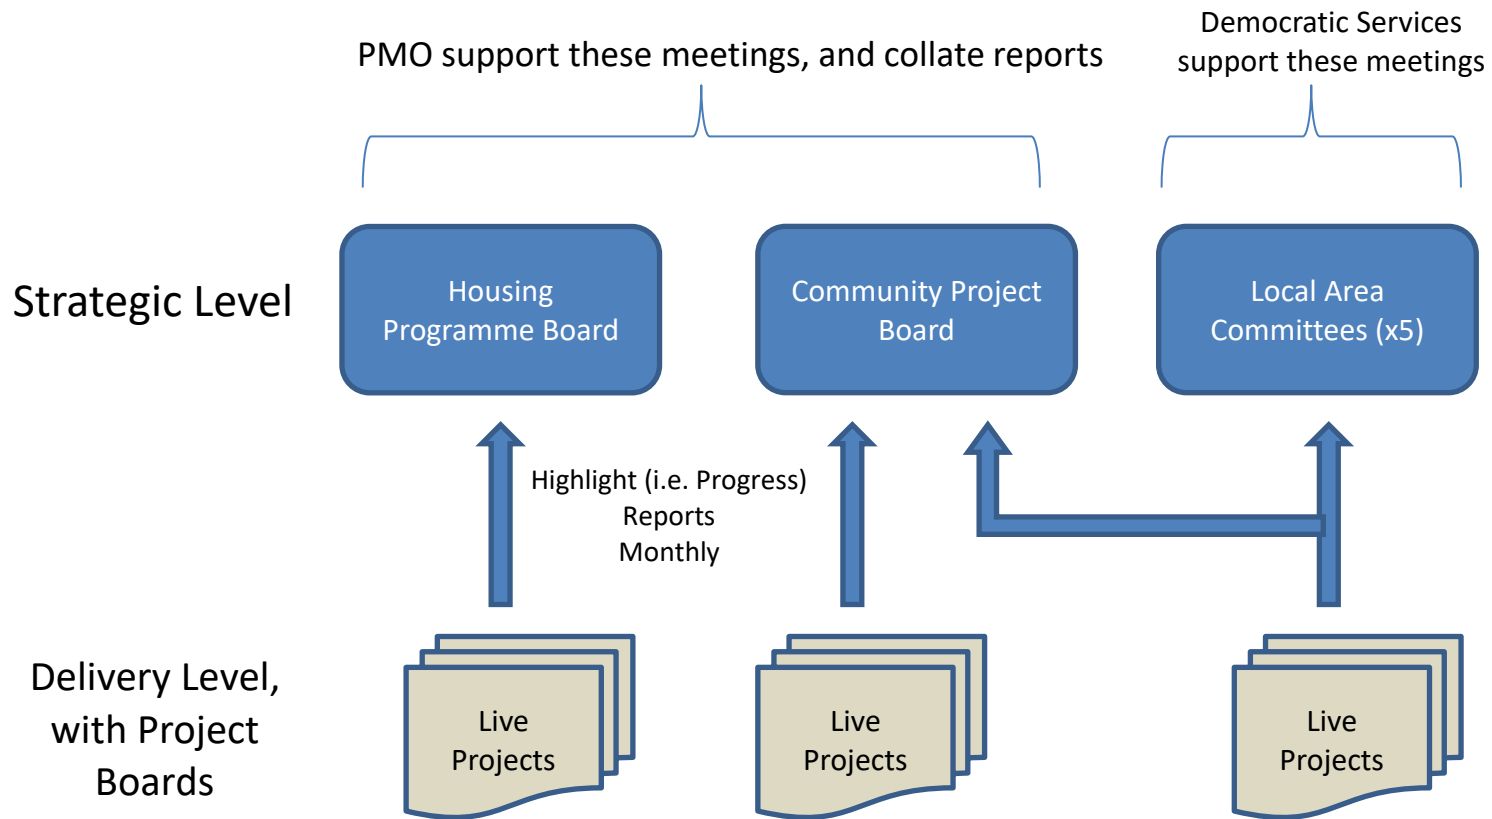 PMO support these meetings, and collate reports
Democratic Services
support these meetings
Strategic Level
Housing
Programme Board
Community Project
Board
Local Area
Committees (x5)
Highlight (i.e. Progress)
Reports
Monthly
Delivery Level,
with Project
Boards
Live
Projects
Live
Projects
Live
Projects